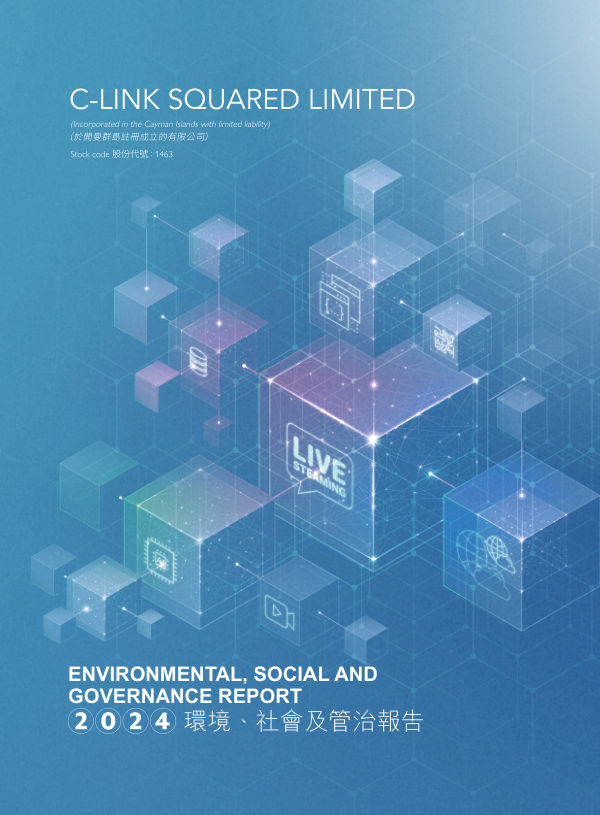 C-LINK SQUARED LIMITED
(Incorporated in the Cayman Islands with limited liability)
(於開曼群島註冊成立的有限公司)
Stock code 股份代號：1463
LIVE
STEAMING
ENVIRONMENTAL, SOCIAL AND
GOVERNANCE REPORT
2024 環境、社會及管治報告